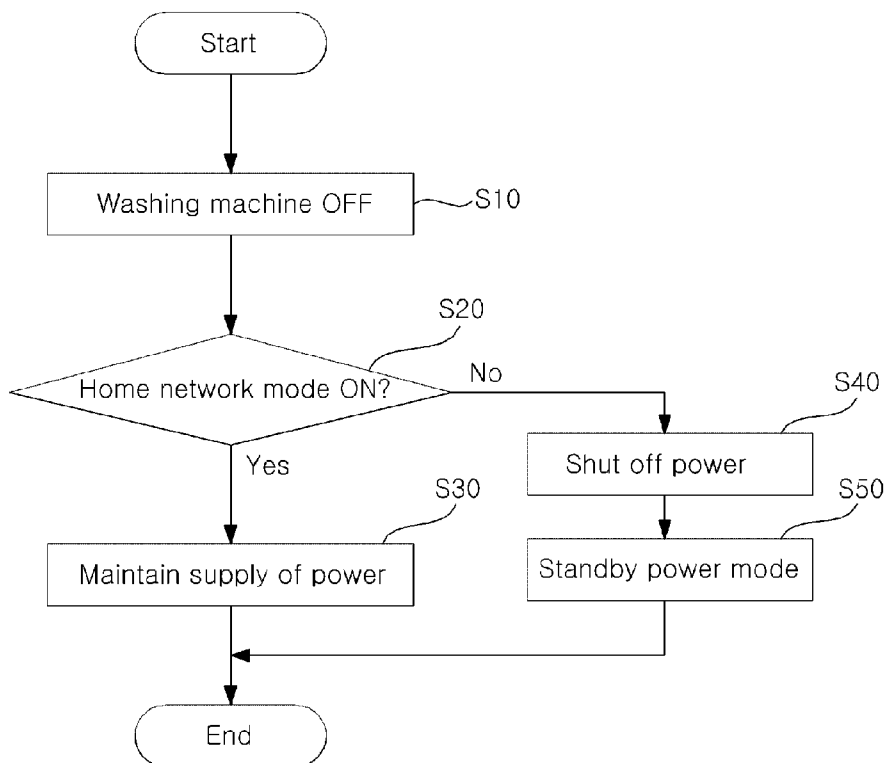 Start
Washing machine OFF
S10
S20
Home network mode ON?
No
S40
Shut off power
Yes
S30
S50
Maintain supply of power
Standby power mode
End